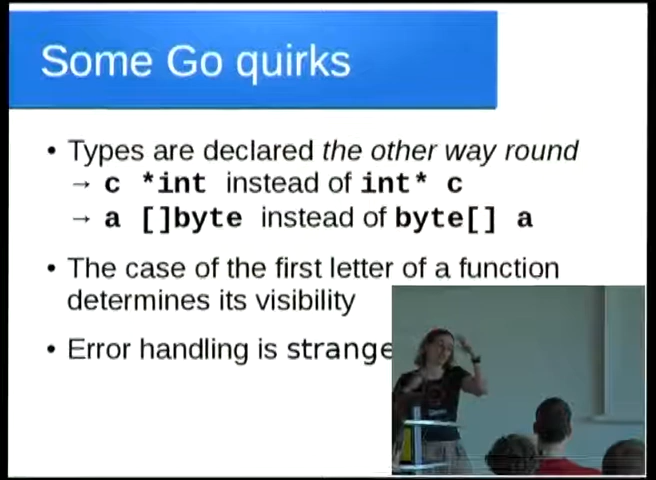 Some Go quirks
• Types are declared the other way round
→ c *int instead of int* c
→ a []byte instead of byte[] a
• The case of the first letter of a function
determines its visibility
• Error handling is strange